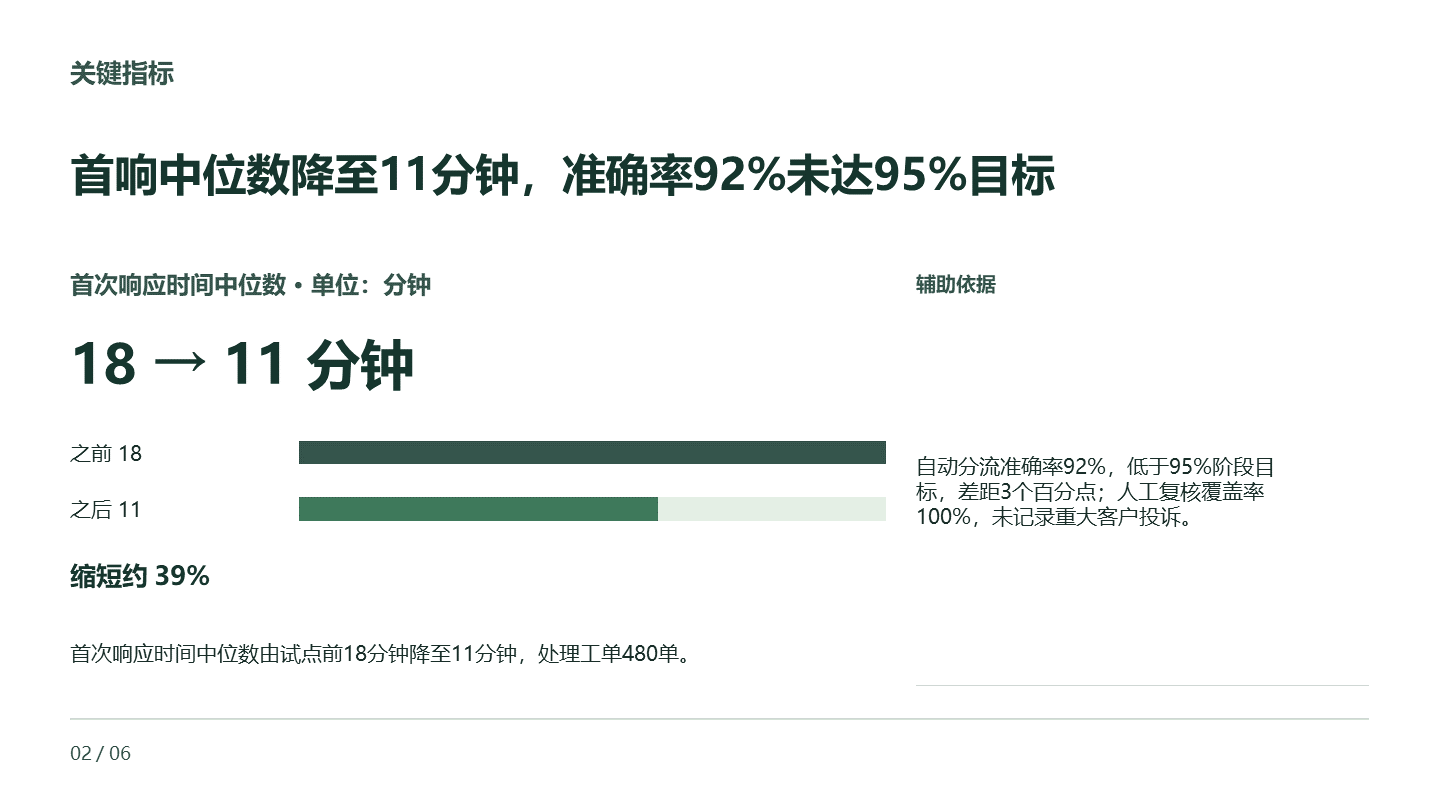 关键指标
首响中位数降至11分钟，准确率92%未达95%目标
首次响应时间中位数 • 单位：分钟
18 → 11 分钟
之前 18
之后 11
缩短约 39%
首次响应时间中位数由试点前18分钟降至11分钟，处理工单480单。
辅助依据
自动分流准确率92%，低于95%阶段目
标，差距3个百分点；人工复核覆盖率
100%，未记录重大客户投诉。
02 / 06